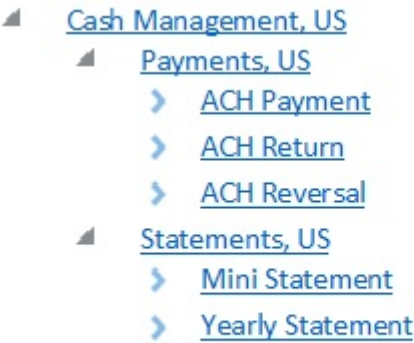 Cash Management, US
Payments, US
ACH Payment
ACH Return
ACH Reversal
Statements, US
Mini Statement
Yearly Statement